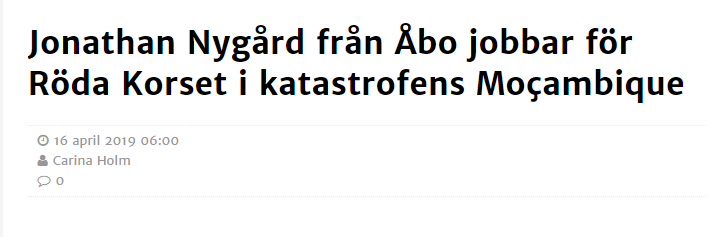 Jonathan Nygård från Åbo jobbar för
Röda Korset i katastrofens Moçambique
16 april 2019 06:00
Carina Holm
0